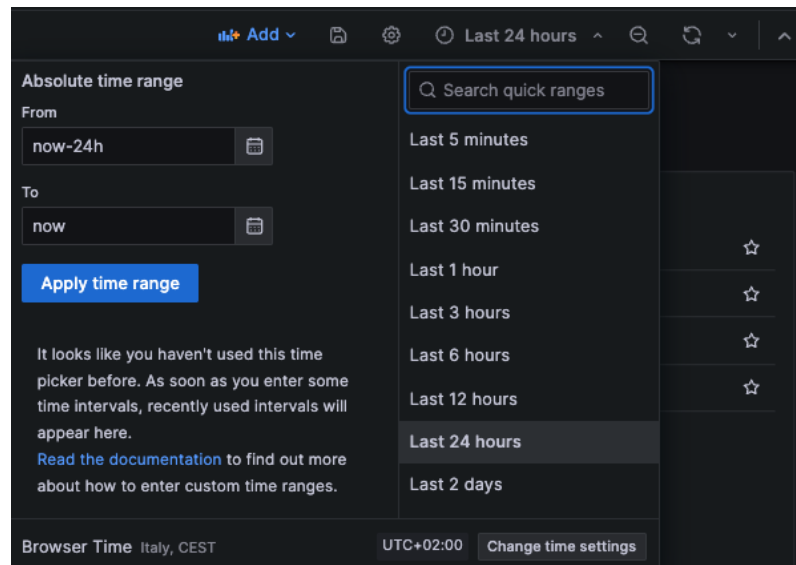 Add
Last 24 hours
Absolute time range
From
now-24h
To
now
Apply time range
It looks like you haven't used this time
picker before. As soon as you enter some
time intervals, recently used intervals will
appear here.
Read the documentation to find out more
about how to enter custom time ranges.
Search quick ranges
Last 5 minutes
Last 15 minutes
Last 30 minutes
Last 1 hour
Last 3 hours
Last 6 hours
Last 12 hours
Last 24 hours
Last 2 days
Browser Time Italy, CEST
UTC+02:00
Change time settings